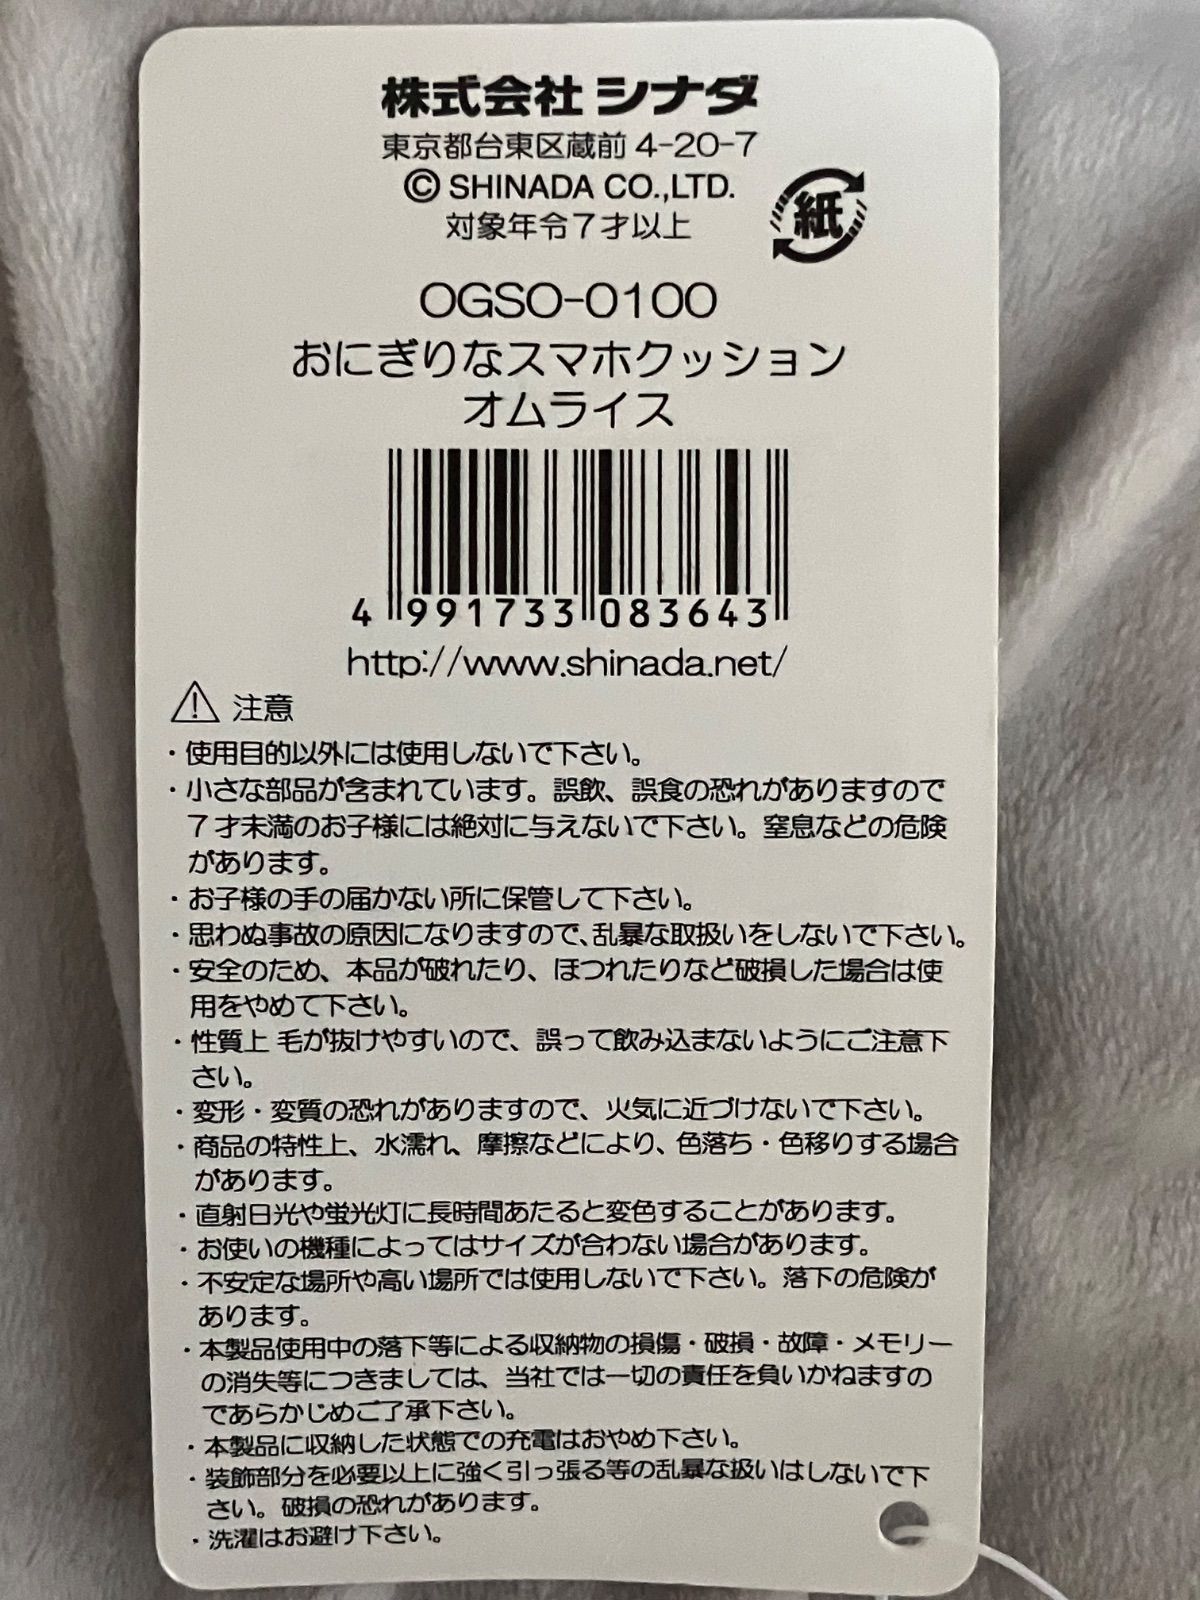 株式会社 シナダ
東京都台東区蔵前 4-20-7
© SHINADA CO.,LTD.
対象年令7才以上
紙
OGSO-0100
おにぎりなスマホクッション
オムライス
4 991733 083643
http://www.shinada.net/
⚠ 注意
・使用目的以外には使用しないで下さい。
・小さな部品が含まれています。誤飲、誤食の恐れがありますので
7才未満のお子様には絶対に与えないで下さい。窒息などの危険
があります。
・お子様の手の届かない所に保管して下さい。
・思わぬ事故の原因になりますので、乱暴な取扱いをしないで下さい。
・安全のため、本品が破れたり、ほつれたりなど破損した場合は使
用をやめて下さい。
・性質上 毛が抜けやすいので、誤って飲み込まないようにご注意下
さい。
・変形・変質の恐れがありますので、火気に近づけないで下さい。
・商品の特性上、水濡れ、摩擦などにより、色落ち・色移りする場合
があります。
・直射日光や蛍光灯に長時間あたると変色することがあります。
・お使いの機種によってはサイズが合わない場合があります。
・不安定な場所や高い場所では使用しないで下さい。落下の危険が
あります。
・本製品使用中の落下等による収納物の損傷・破損・故障・メモリー
の消失等につきましては、当社では一切の責任を負いかねますの
であらかじめご了承下さい。
・本製品に収納した状態での充電はおやめ下さい。
・装飾部分を必要以上に強く引っ張る等の乱暴な扱いはしないで下
さい。破損の恐れがあります。
・洗濯はお避け下さい。